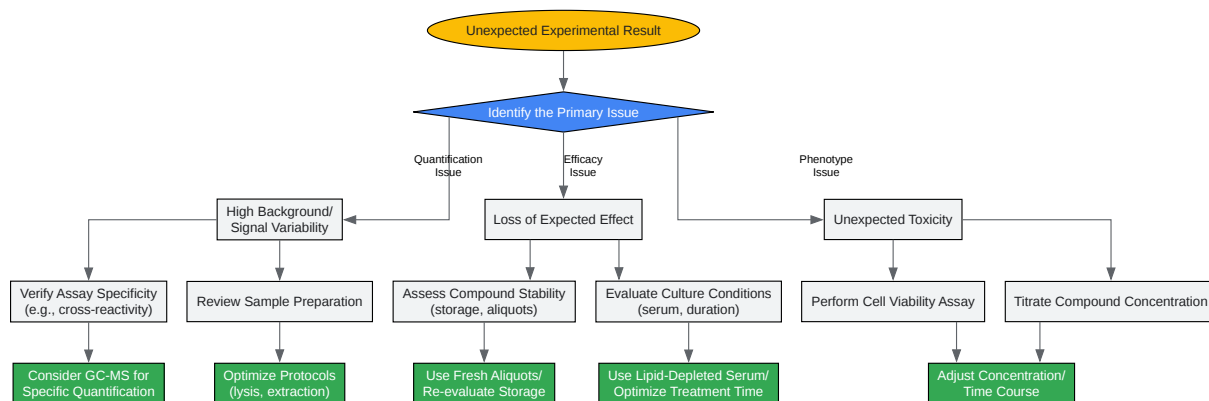 Unexpected Experimental Result
Identify the Primary Issue
Quantification
Issue
Efficacy
Issue
Phenotype
Issue
High Background/
Signal Variability
Loss of Expected Effect
Unexpected Toxicity
Verify Assay Specificity
(e.g., cross-reactivity)
Review Sample Preparation
Assess Compound Stability
(storage, aliquots)
Evaluate Culture Conditions
(serum, duration)
Perform Cell Viability Assay
Titrate Compound Concentration
Consider GC-MS for
Specific Quantification
Optimize Protocols
(lysis, extraction)
Use Fresh Aliquots/
Re-evaluate Storage
Use Lipid-Depleted Serum/
Optimize Treatment Time
Adjust Concentration/
Time Course